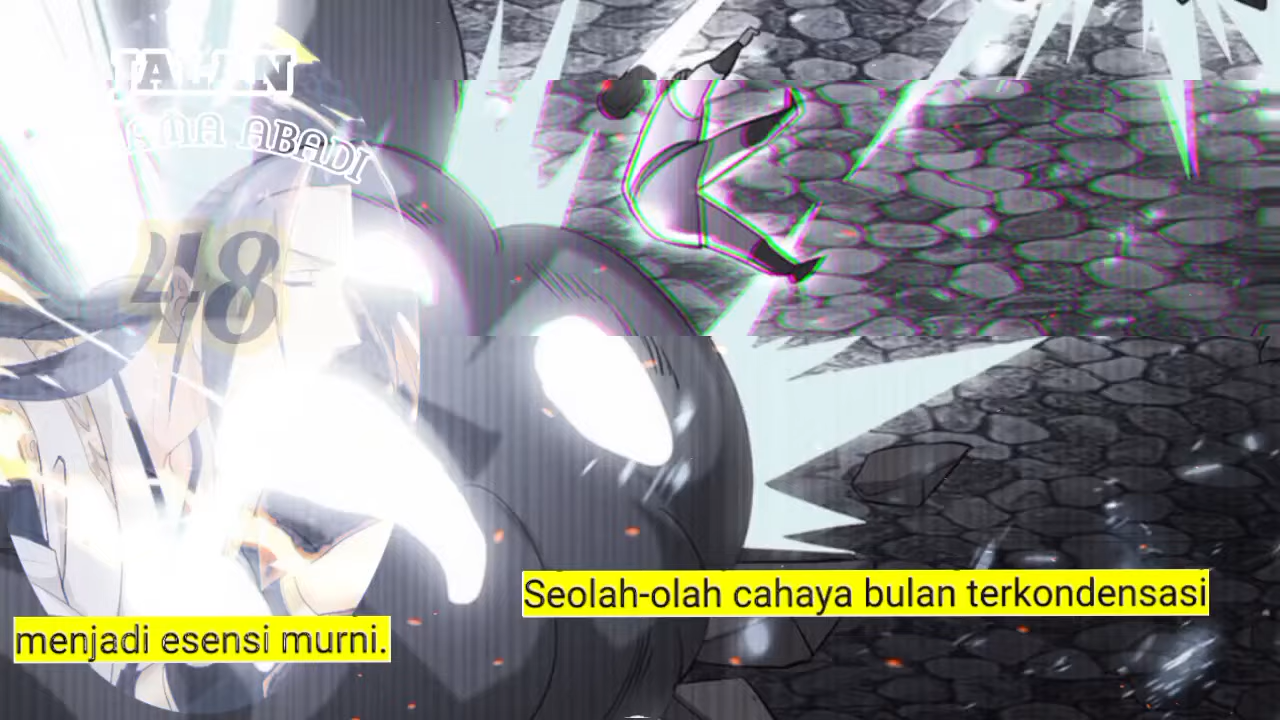 JALAN
ABADI
48
Seolah-olah cahaya bulan terkondensasi
menjadi esensi murni.